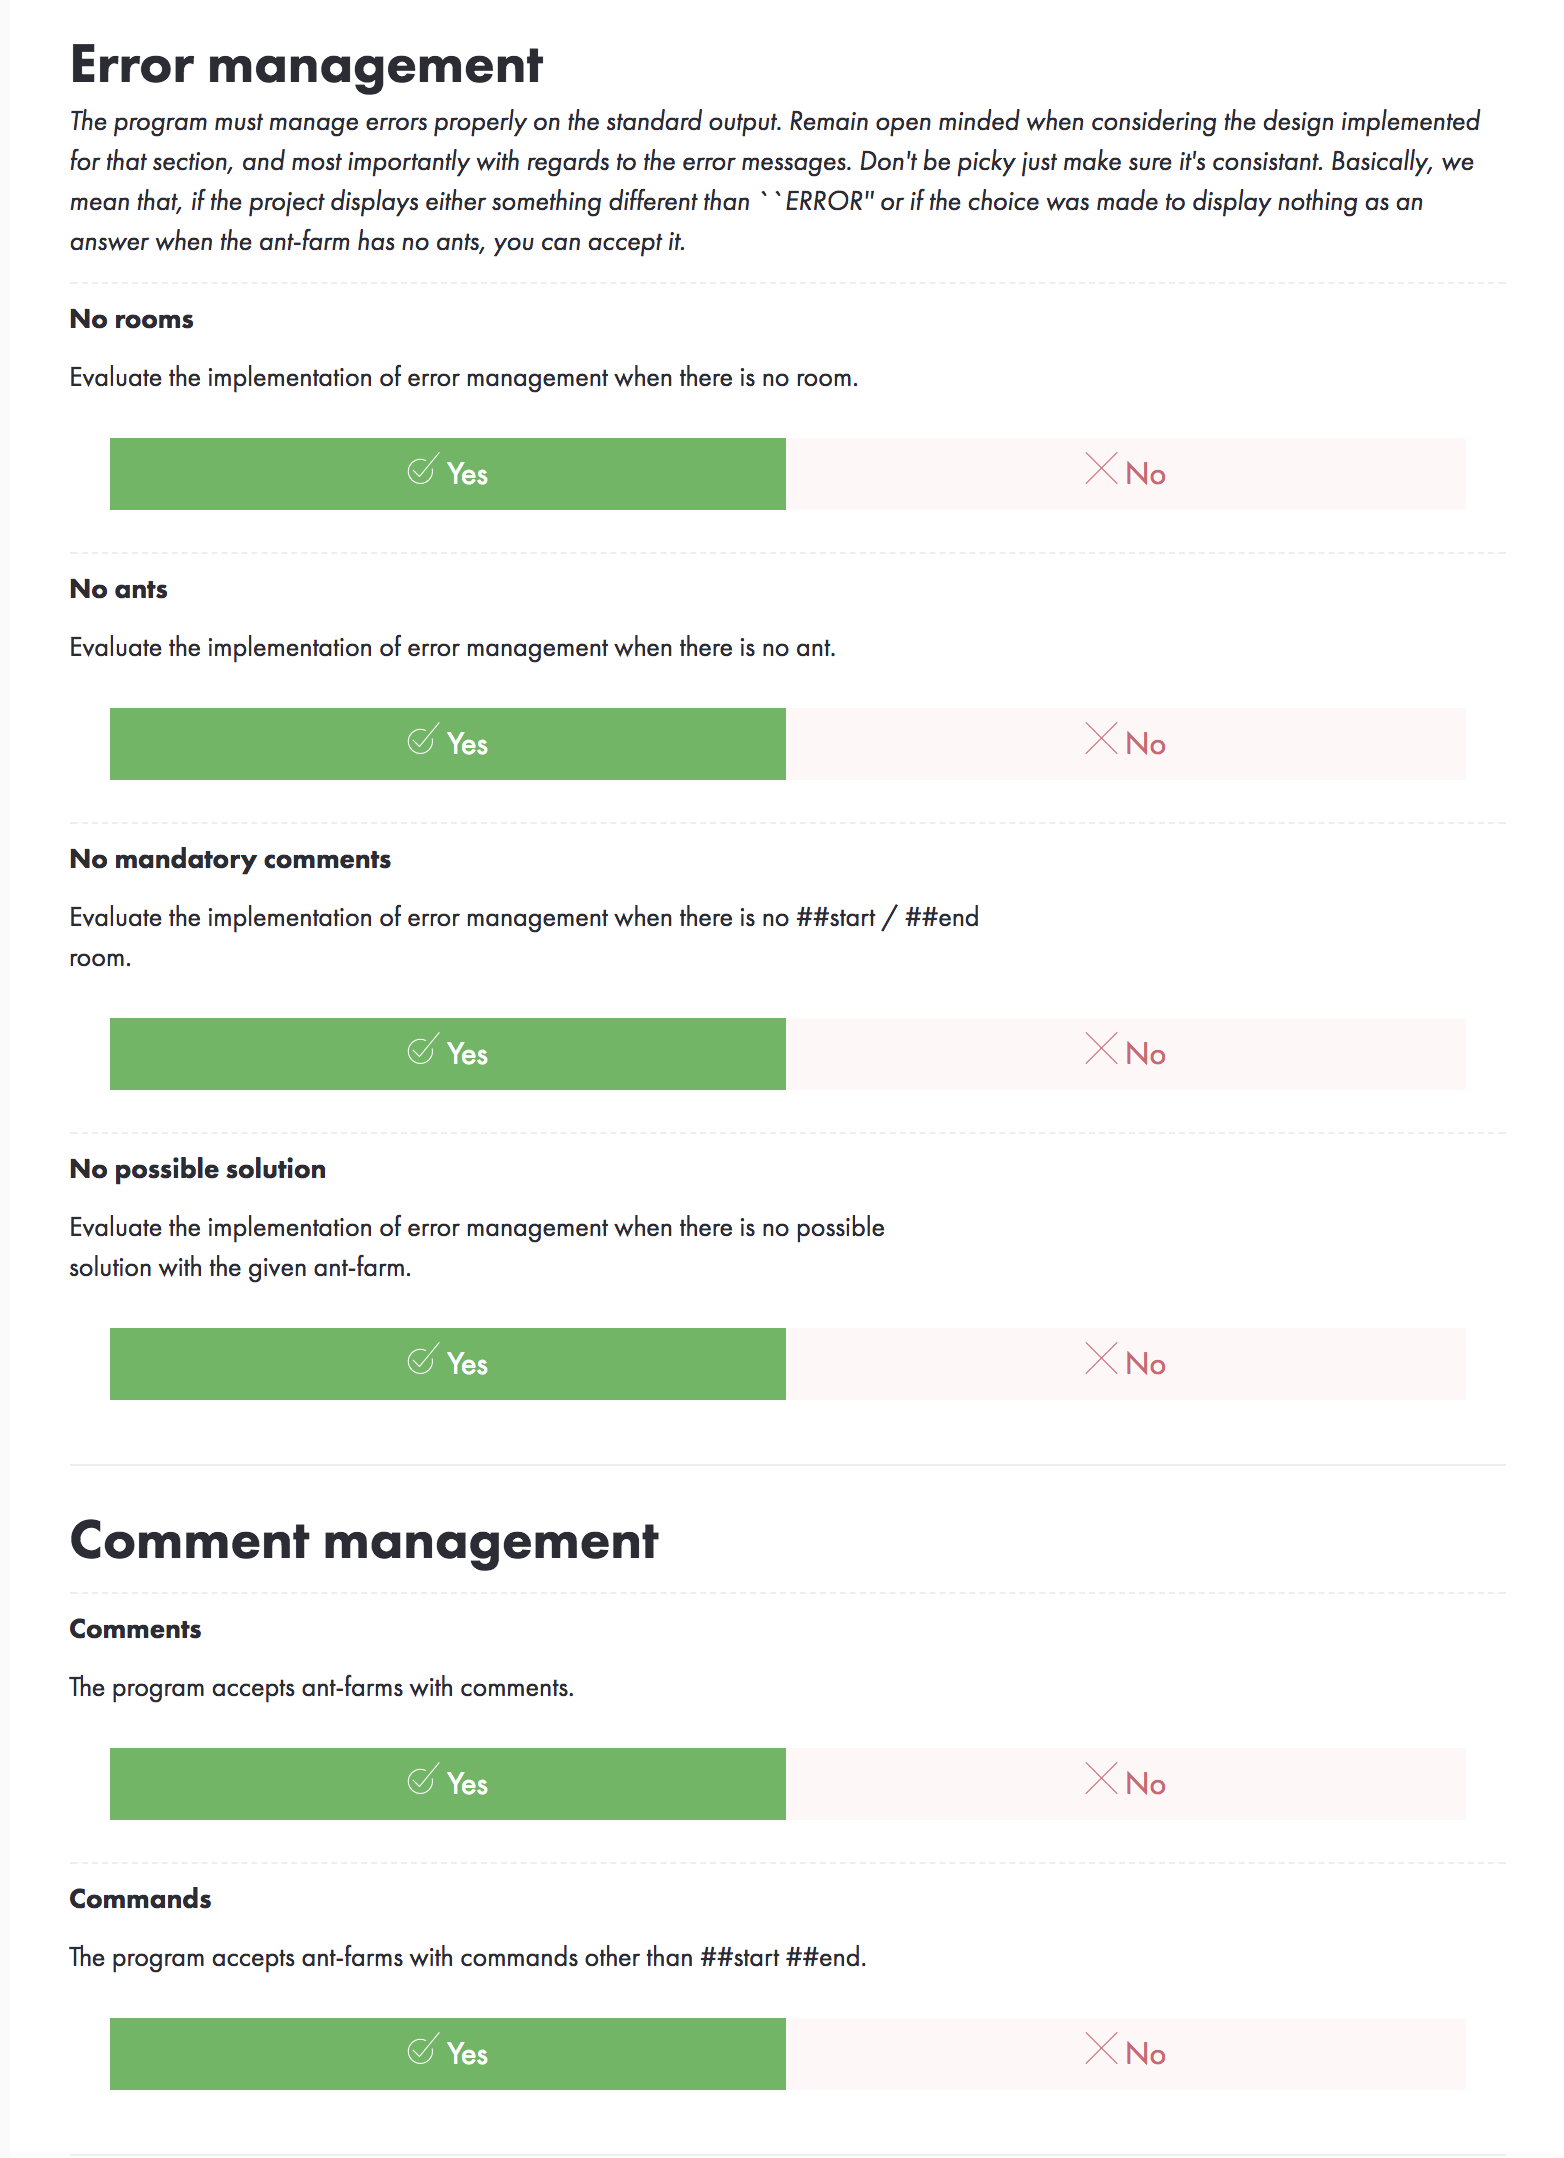 Error management
The program must manage errors properly on the standard output. Remain open minded when considering the design implemented
for that section, and most importantly with regards to the error messages. Don't be picky just make sure it's consistant. Basically, we
mean that, if the project displays either something different than ``ERROR" or if the choice was made to display nothing as an
answer when the ant-farm has no ants, you can accept it.
No rooms
Evaluate the implementation of error management when there is no room.
Yes No
No ants
Evaluate the implementation of error management when there is no ant.
Yes No
No mandatory comments
Evaluate the implementation of error management when there is no ##start / ##end
room.
Yes No
No possible solution
Evaluate the implementation of error management when there is no possible
solution with the given ant-farm.
Yes No
Comment management
Comments
The program accepts ant-farms with comments.
Yes No
Commands
The program accepts ant-farms with commands other than ##start ##end.
Yes No